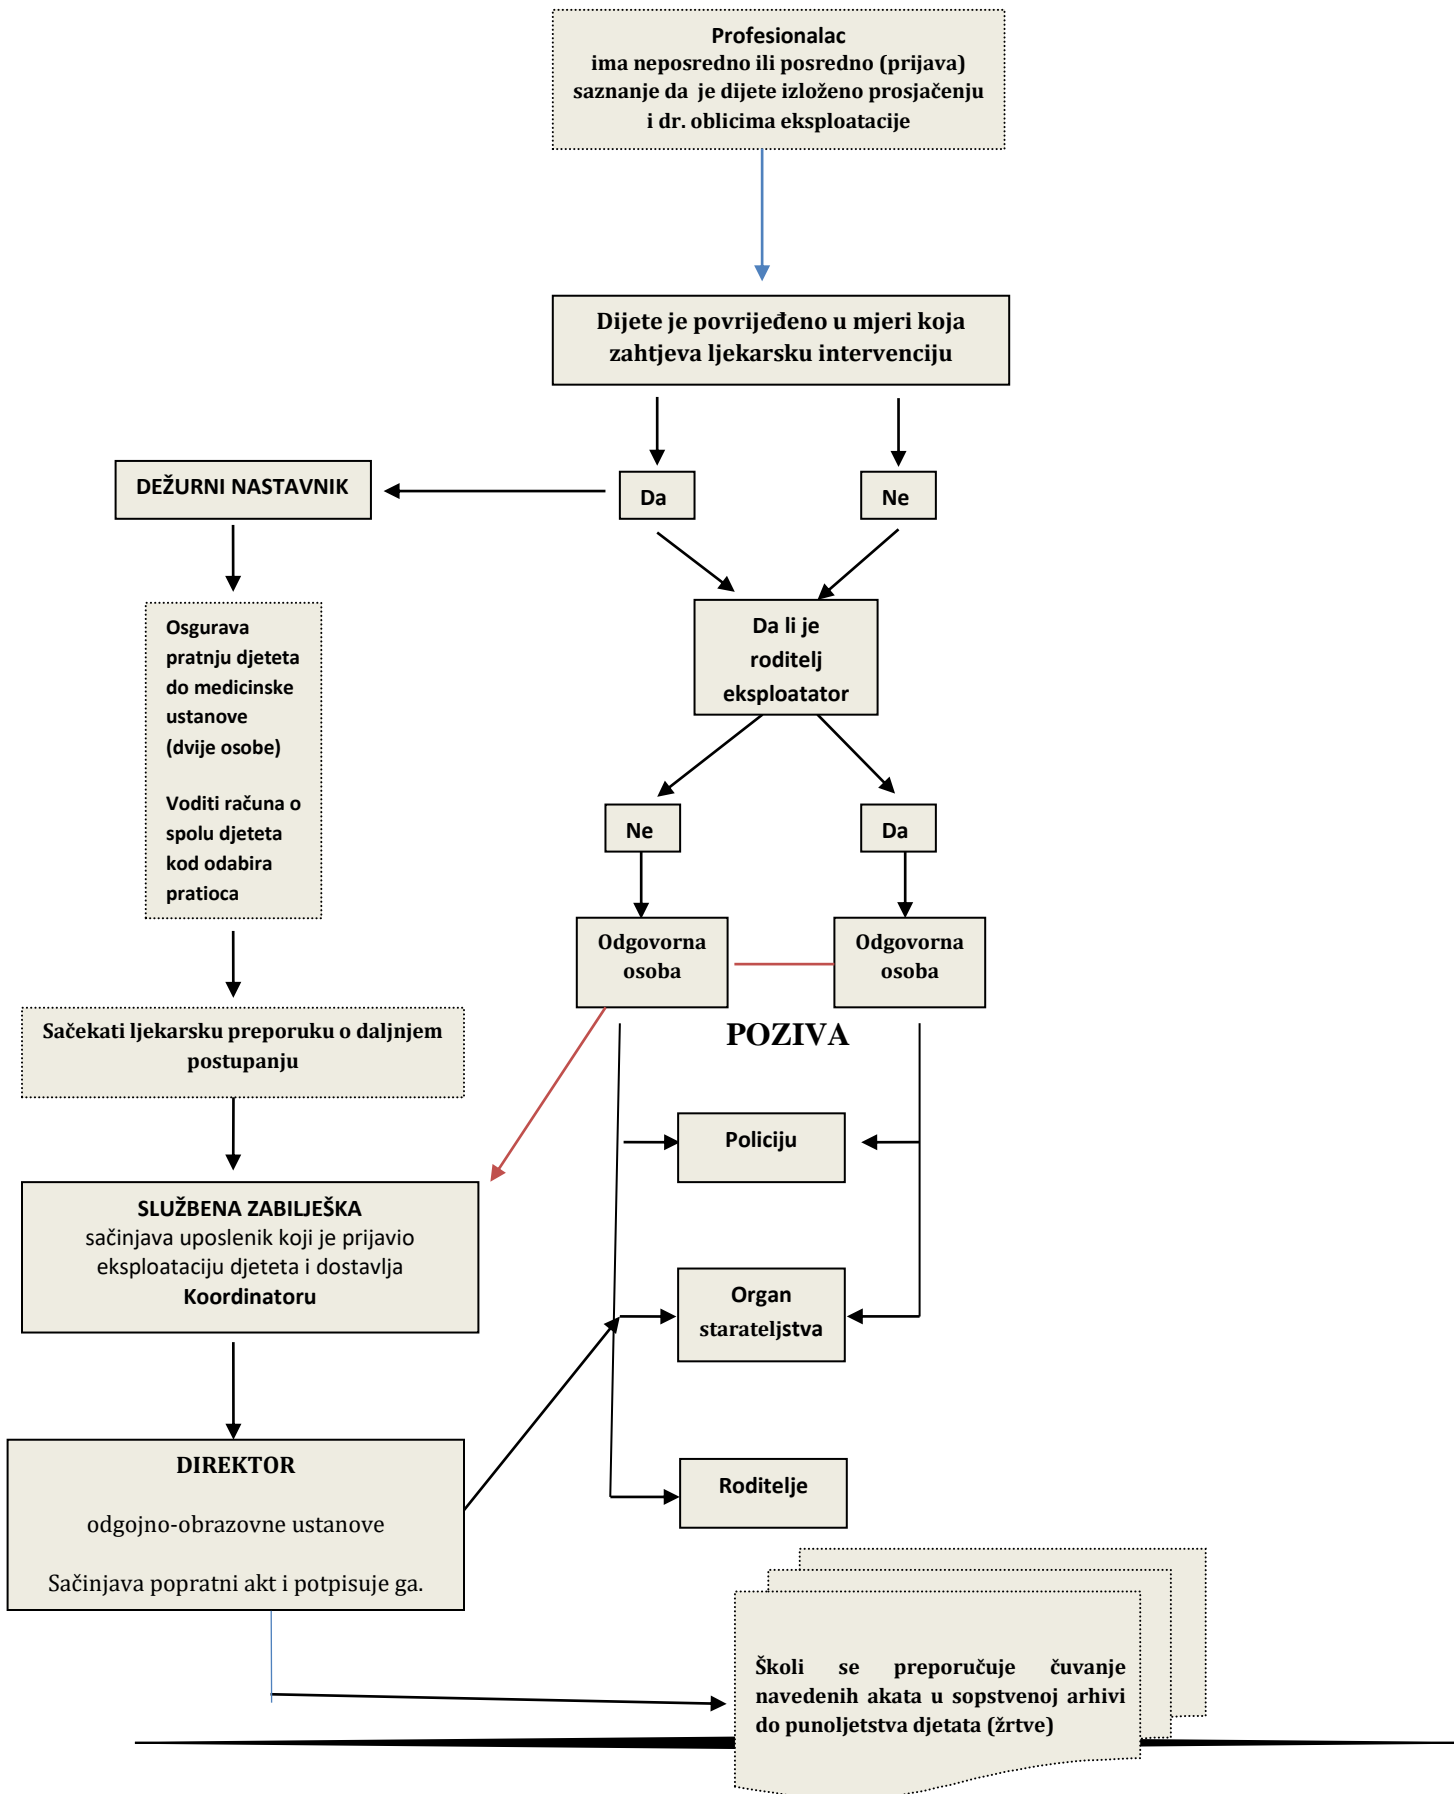 Profesionalac
ima neposredno ili posredno (prijava)
saznanje da je dijete izloženo prosjačenju
i dr. oblicima eksploatacije
Dijete je povrijeđeno u mjeri koja
zahtjeva ljekarsku intervenciju
DEŽURNI NASTAVNIK
Da
Ne
Osgurava
pratnju djeteta
do medicinske
ustanove
(dvije osobe)
Voditi računa o
spolu djeteta
kod odabira
pratioca
Da li je
roditelj
eksploatator
Ne
Da
Odgovorna
osoba
Odgovorna
osoba
POZIVA
Sačekati ljekarsku preporuku o daljnjem
postupanju
Policiju
SLUŽBENA ZABILJEŠKA
sačinjava uposlenik koji je prijavio
eksploataciju djeteta i dostavlja
Koordinatoru
Organ
starateljstva
DIREKTOR
odgojno-obrazovne ustanove
Sačinjava popratni akt i potpisuje ga.
Roditelje
Školi se preporučuje čuvanje
navedenih akata u sopstvenoj arhivi
do punoljetstva djetata (žrtve)